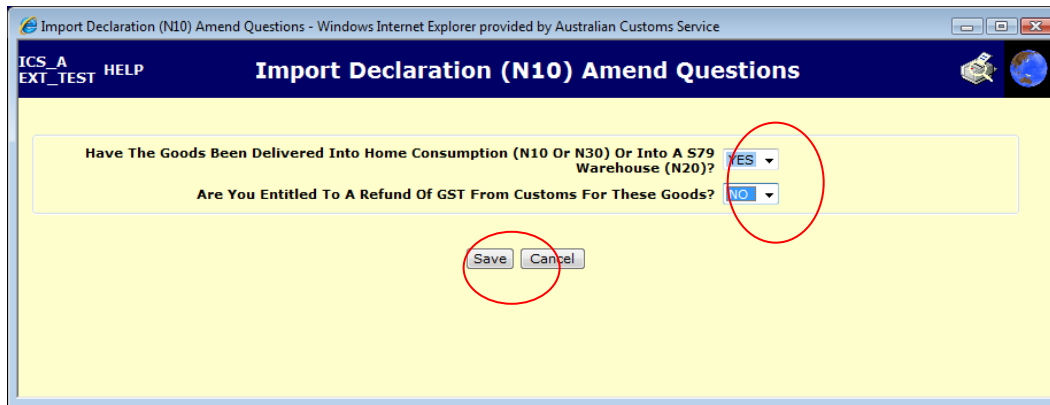 Import Declaration (N10) Amend Questions - Windows Internet Explorer provided by Australian Customs Service
ICS_A
EXT_TEST HELP
Import Declaration (N10) Amend Questions
Have The Goods Been Delivered Into Home Consumption (N10 Or N30) Or Into A S79
Warehouse (N20)?
YES
Are You Entitled To A Refund Of GST From Customs For These Goods?
NO
Save Cancel